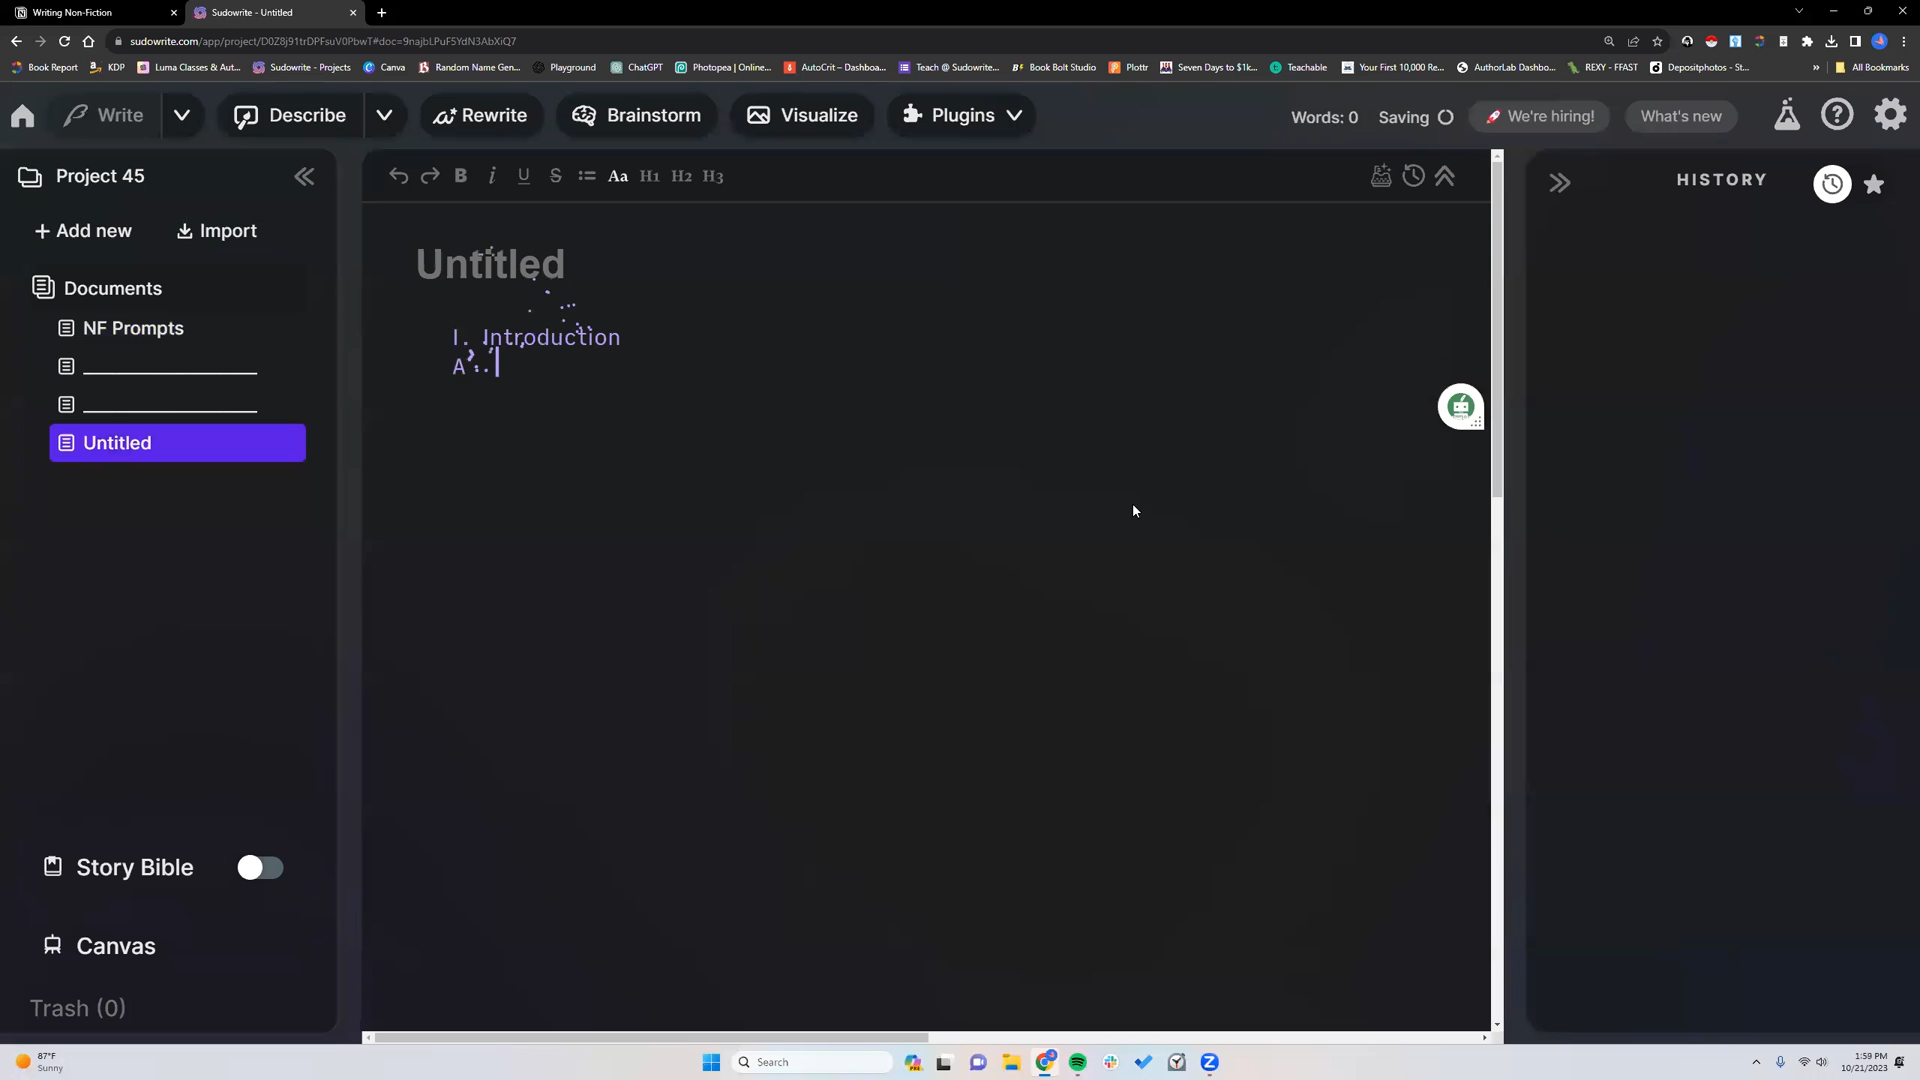 Writing Non-Fiction
Sudowrite - Untitled
sudowrite.com/app/project/D0Z8j91trDPFsuV0PbwT#doc=9najbLPuF5YdN3AbXiQ7
Book Report
KDP
Luma Classes & Aut...
Sudowrite - Projects
Canva
Random Name Gen...
Playground
ChatGPT
Photopea | Online...
AutoCrit – Dashboa...
Teach @ Sudowrite...
Book Bolt Studio
Plottr
Seven Days to $1k...
Teachable
Your First 10,000 Re...
AuthorLab Dashbo...
REXY - FFAST
Depositphotos - St...
All Bookmarks
Write
Describe
Rewrite
Brainstorm
Visualize
Plugins
Words: 0
Saving
We're hiring!
What's new
Project 45
B i U S Aa H1 H2 H3
HISTORY
+ Add new
Import
Untitled
Documents
NF Prompts
I. Introduction
A
Untitled
Story Bible
Canvas
Trash (0)
87°F
Sunny
Search
1:59 PM
10/21/2023